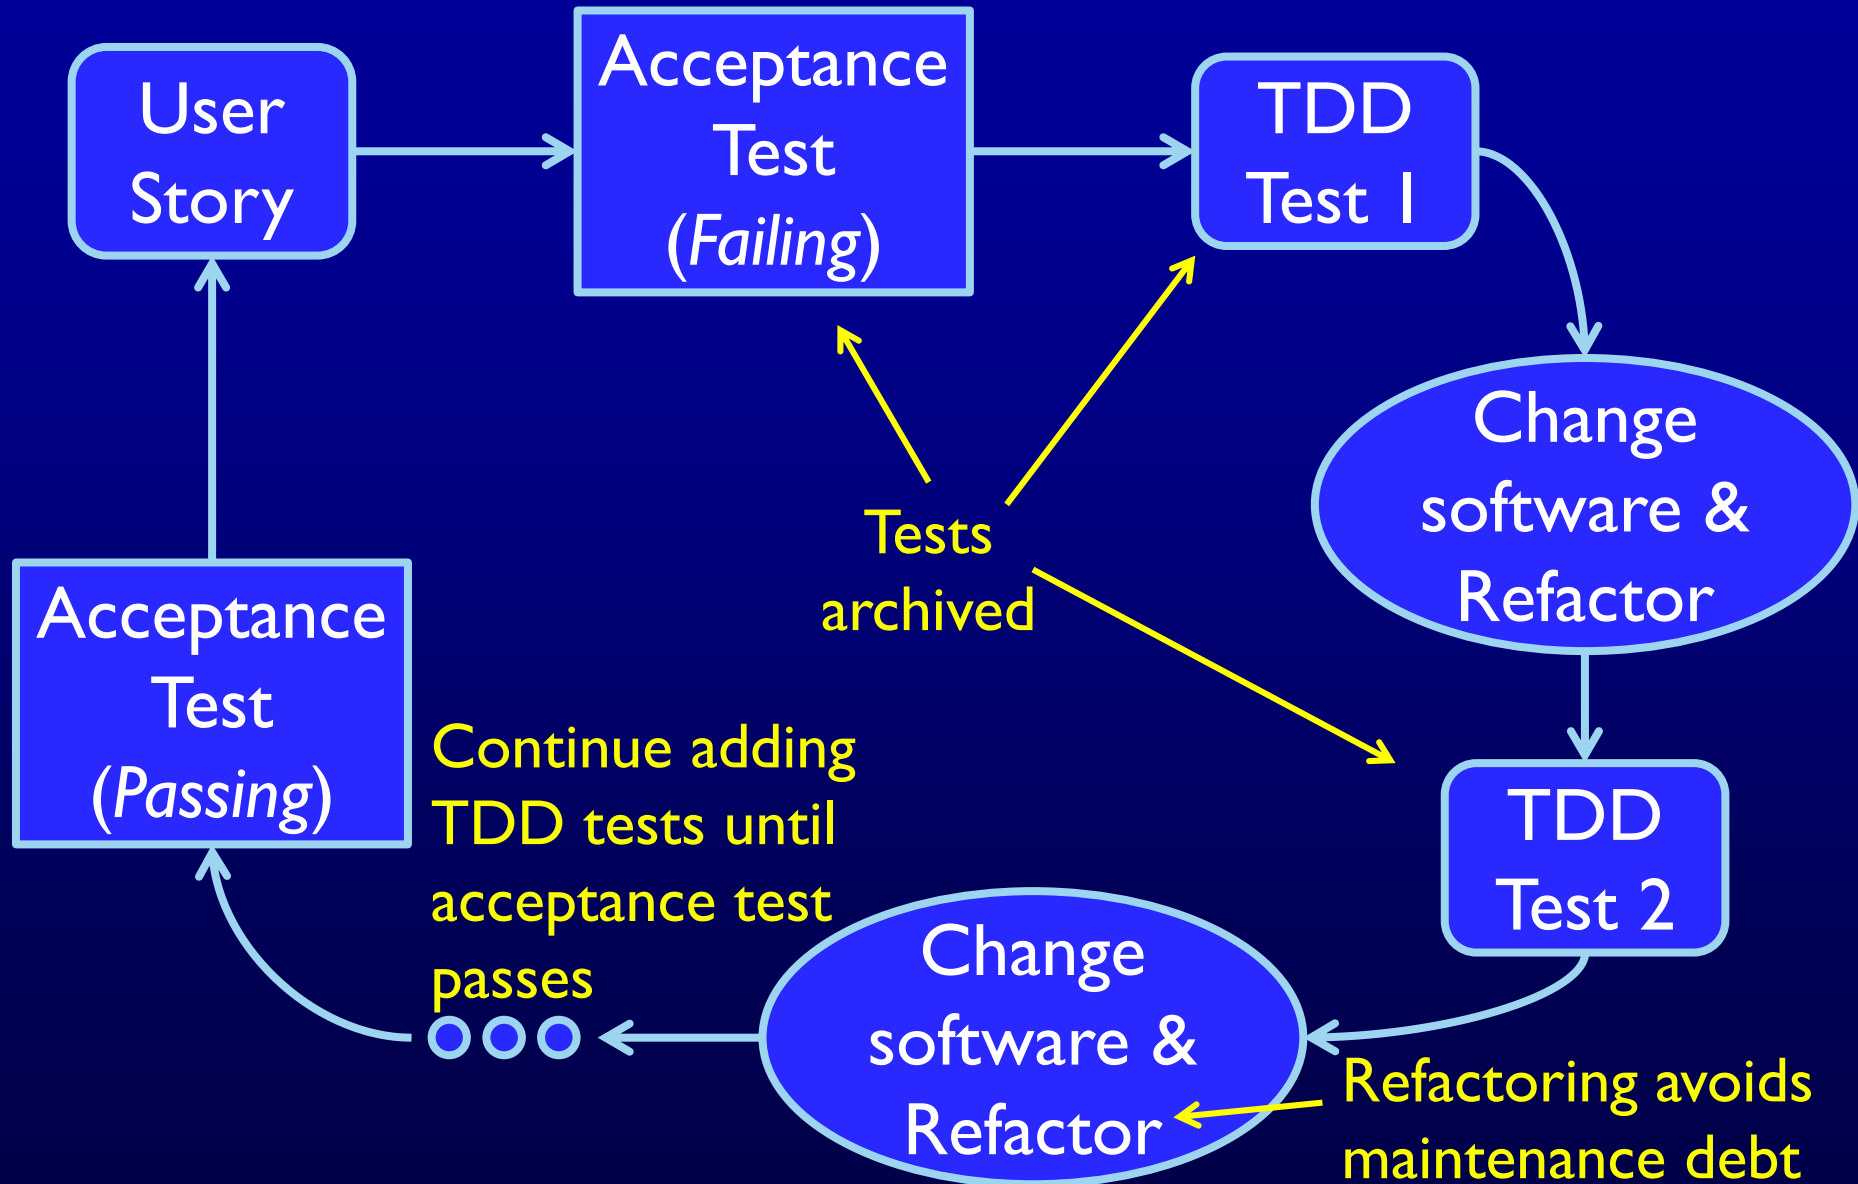 User
Story
Acceptance
Test
(Failing)
TDD
Test 1
Change
software &
Refactor
Tests
archived
Acceptance
Test
(Passing)
Continue adding
TDD tests until
acceptance test
passes
TDD
Test 2
Change
software &
Refactor
Refactoring avoids
maintenance debt